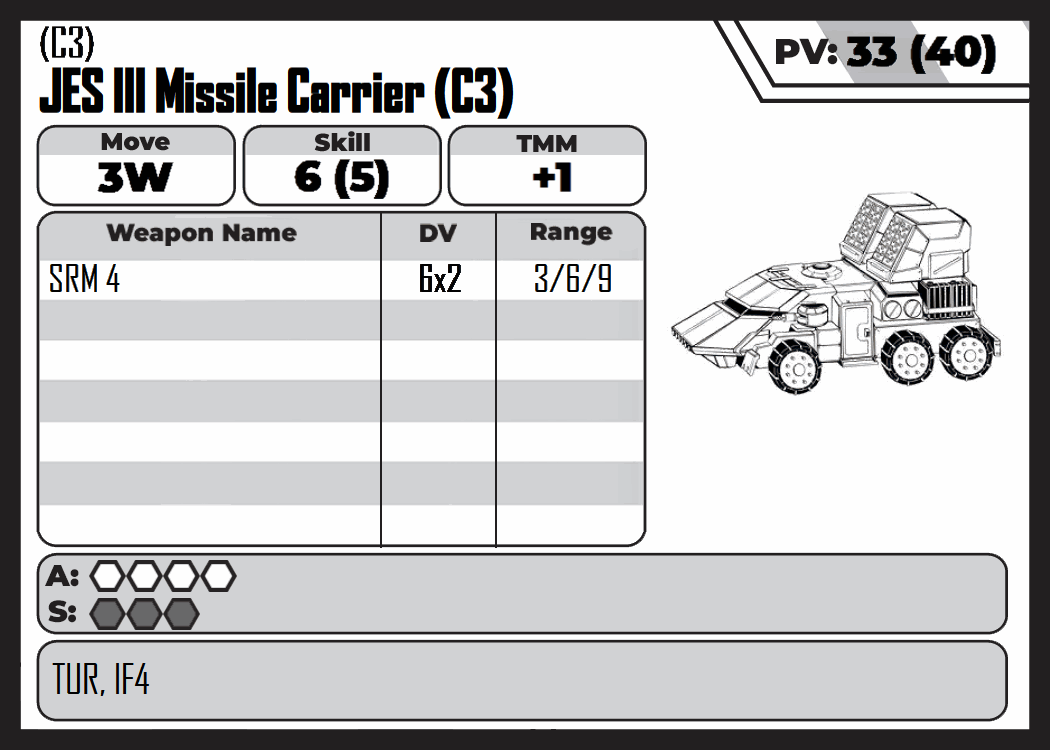 (C3)
JES III Missile Carrier (C3)
PV: 33 (40)
Move Skill TMM
3W 6 (5) +1
Weapon Name DV Range
SRM 4 6x2 3/6/9
A:
S:
TUR, IF4